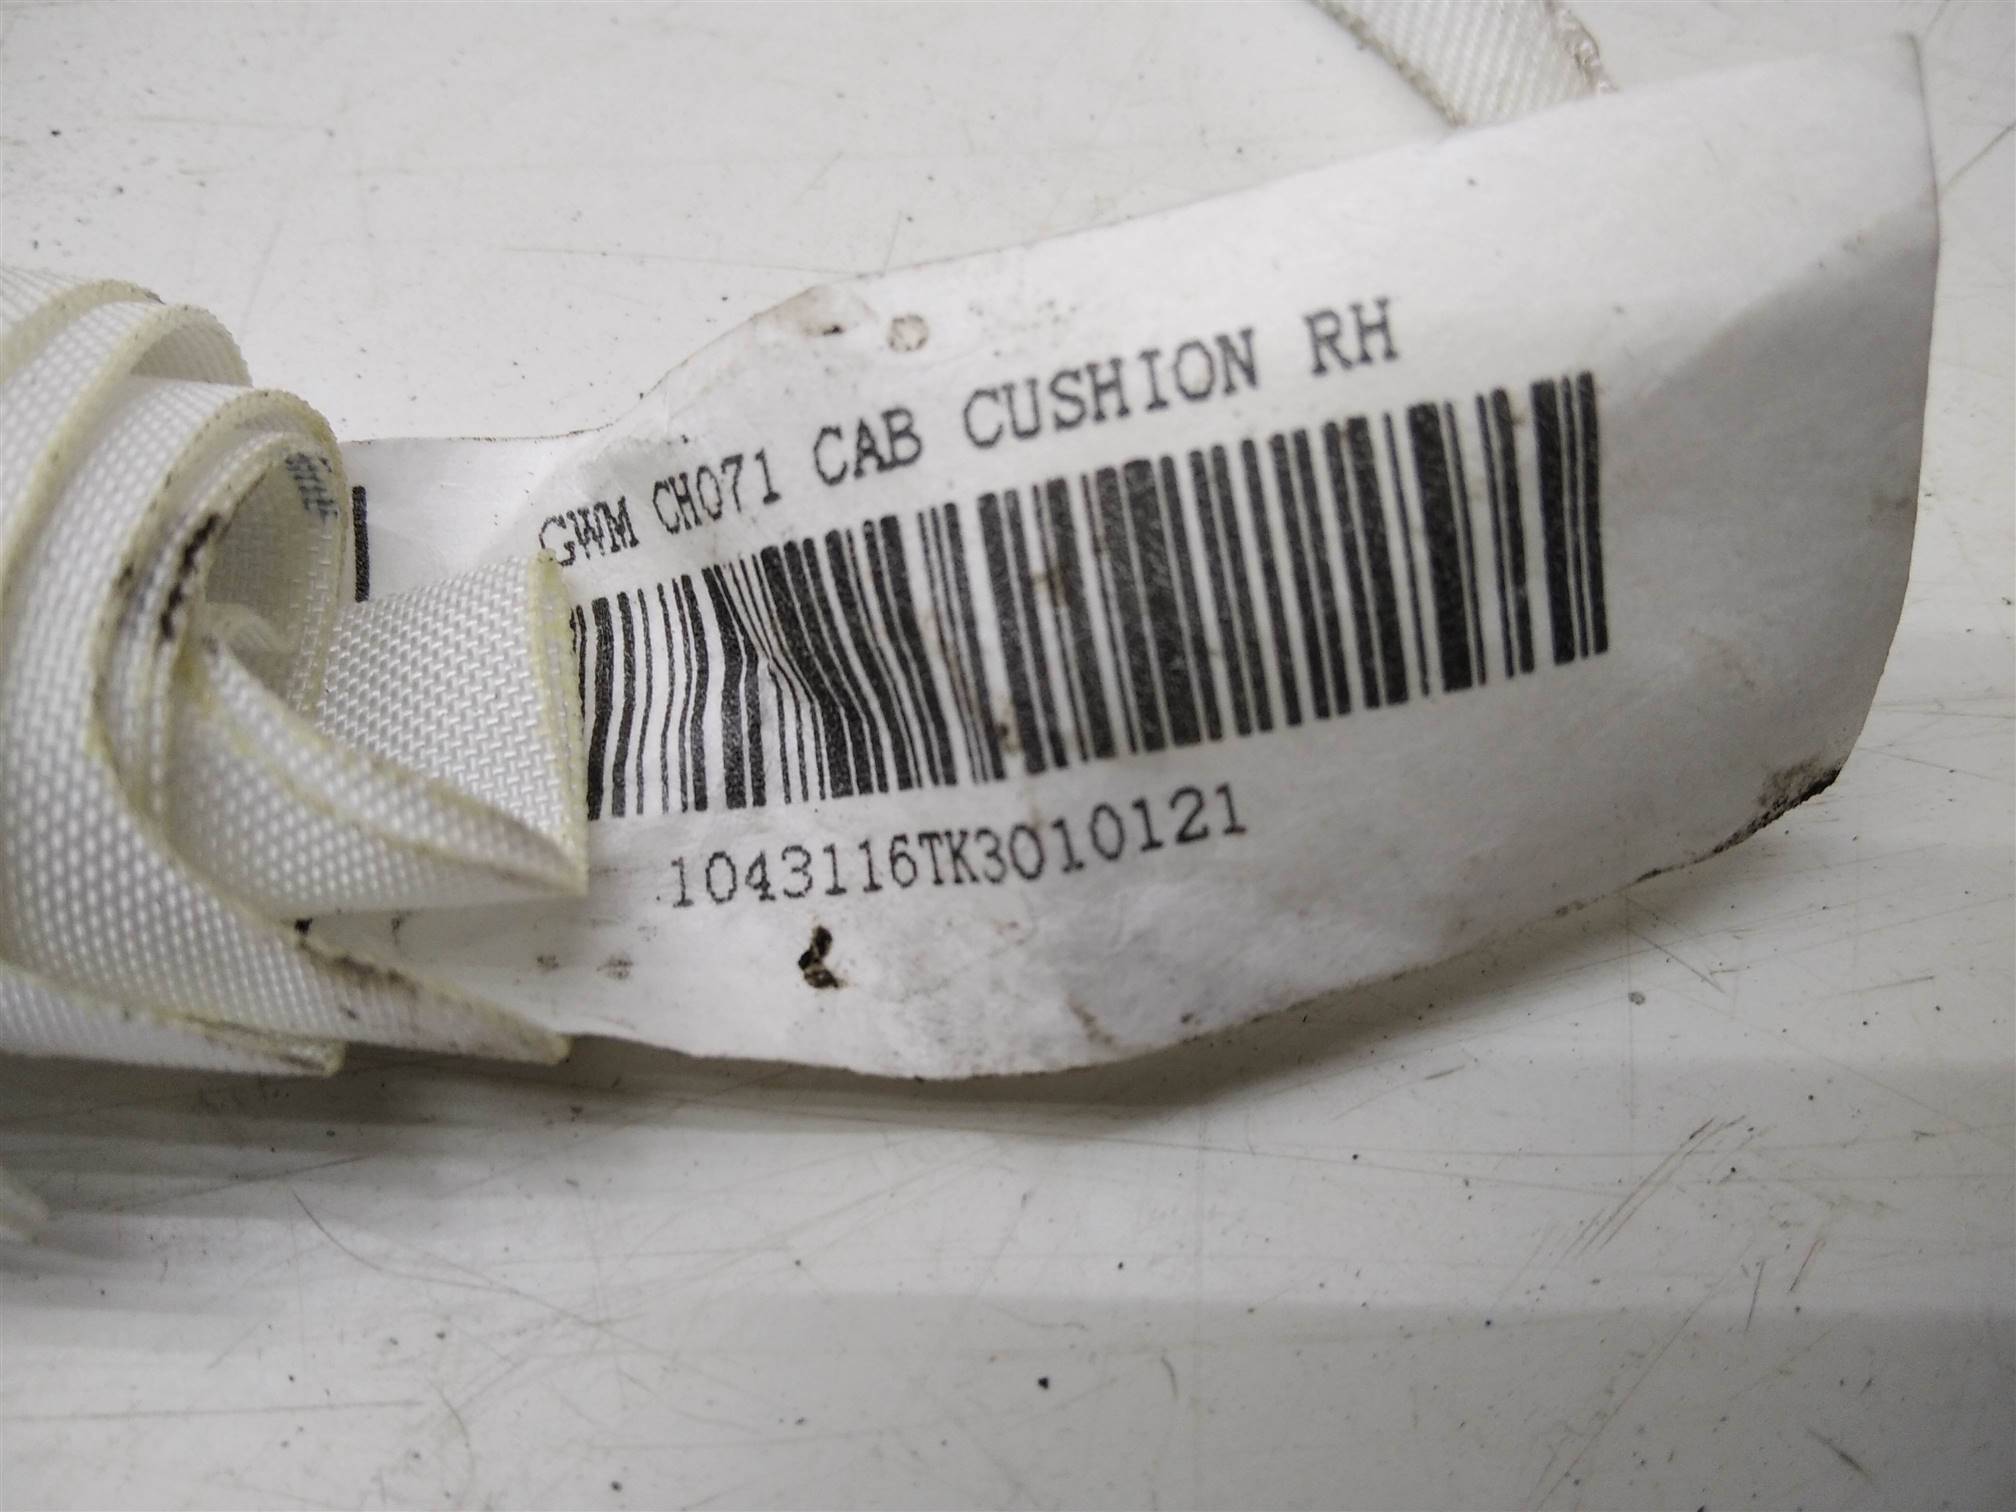 GWM CH071 CAB CUSHION RH
1043116TK3010121